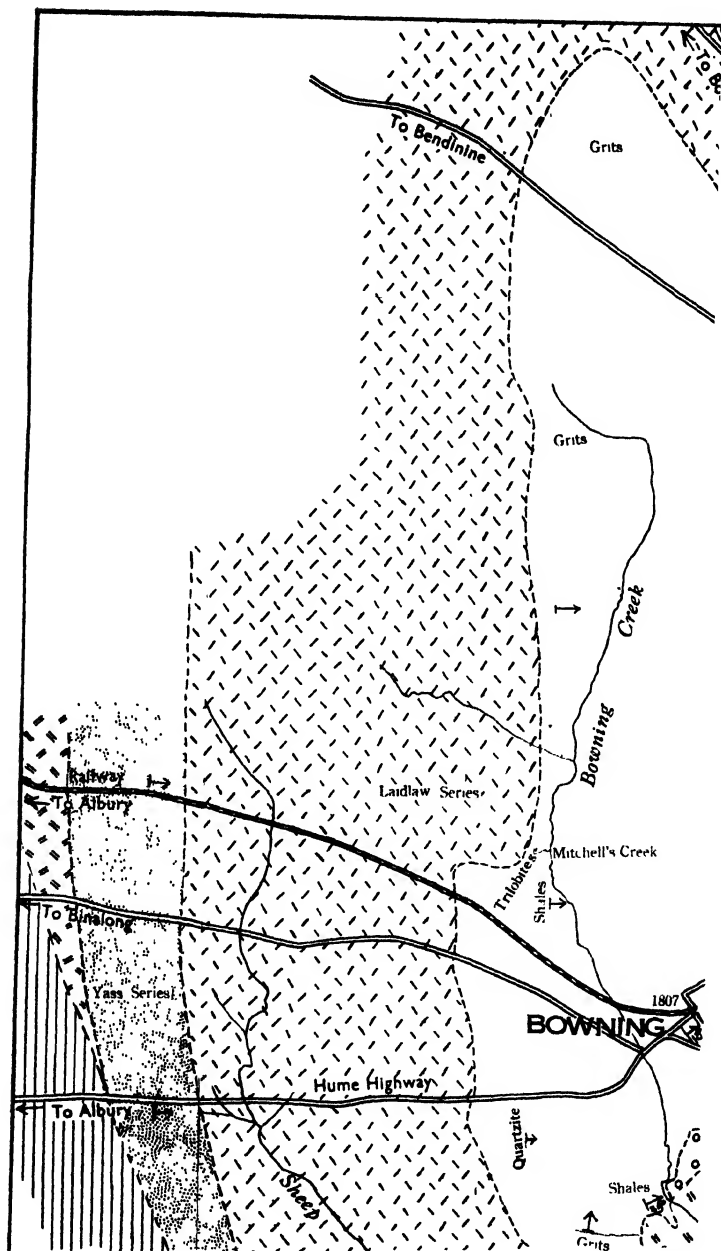 To Bendinine
Grits
Grits
Bowning Creek
Railway
To Albury
Laidlaw Series
Mitchell's Creek
Trilobites
Shales
To Binalong
Yass Series
1807
BOWNING
Hume Highway
To Albury
Quartzite
Sheep
Shales
Grits